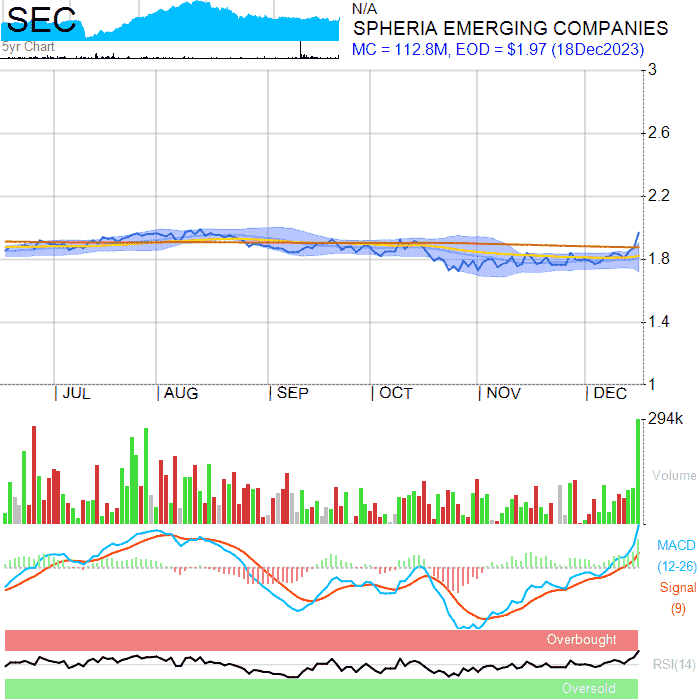 SEC
5yr Chart
N/A
SPHERIA EMERGING COMPANIES
MC = 112.8M, EOD = $1.97 (18Dec2023)
3
2.6
2.2
1.8
1.4
1
| JUL | AUG | SEP | OCT | NOV | DEC
294k
Volume
MACD
(12-26)
Signal
(9)
Overbought
RSI(14)
Oversold